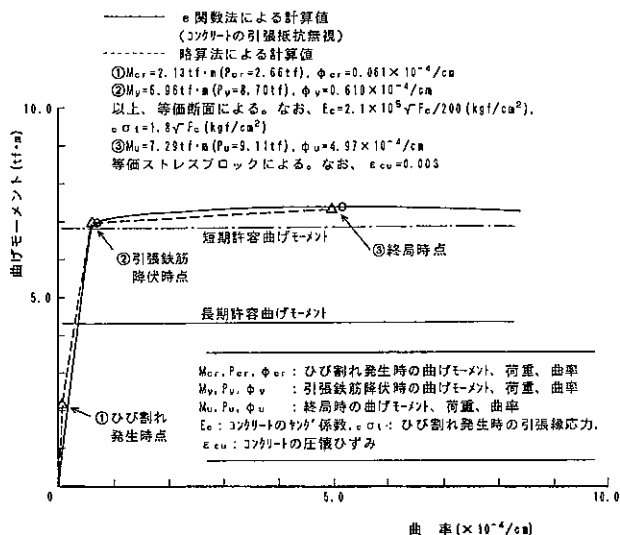 e関数法による計算値
(コンクリートの引張抵抗無視)
略算法による計算値
①Mcr=2.13tf・m(Pcr=2.66tf), φcr=0.061×10⁻⁴/cm
②My=6.96tf・m(Py=8.70tf), φy=0.610×10⁻⁴/cm
以上、等価断面による。なお、Ec=2.1×10⁵√Fc/200(kgf/cm²),
cσt=1.8√Fc(kgf/cm²)
③Mu=7.29tf・m(Pu=9.11tf), φu=4.97×10⁻⁴/cm
等価ストレスブロックによる。なお、εcu=0.003
10.0
曲げモーメント(tf・m)
短期許容曲げモーメント
②引張鉄筋
降伏時点
③終局時点
5.0
長期許容曲げモーメント
Mcr, Pcr, φcr : ひび割れ発生時の曲げモーメント、荷重、曲率
My, Py, φy : 引張鉄筋降伏時の曲げモーメント、荷重、曲率
Mu, Pu, φu : 終局時の曲げモーメント、荷重、曲率
Ec : コンクリートのヤング係数, cσt : ひび割れ発生時の引張縁応力,
εcu : コンクリートの圧壊ひずみ
①ひび割れ
発生時点
0 5.0 10.0
曲 率(×10⁻⁴/cm)